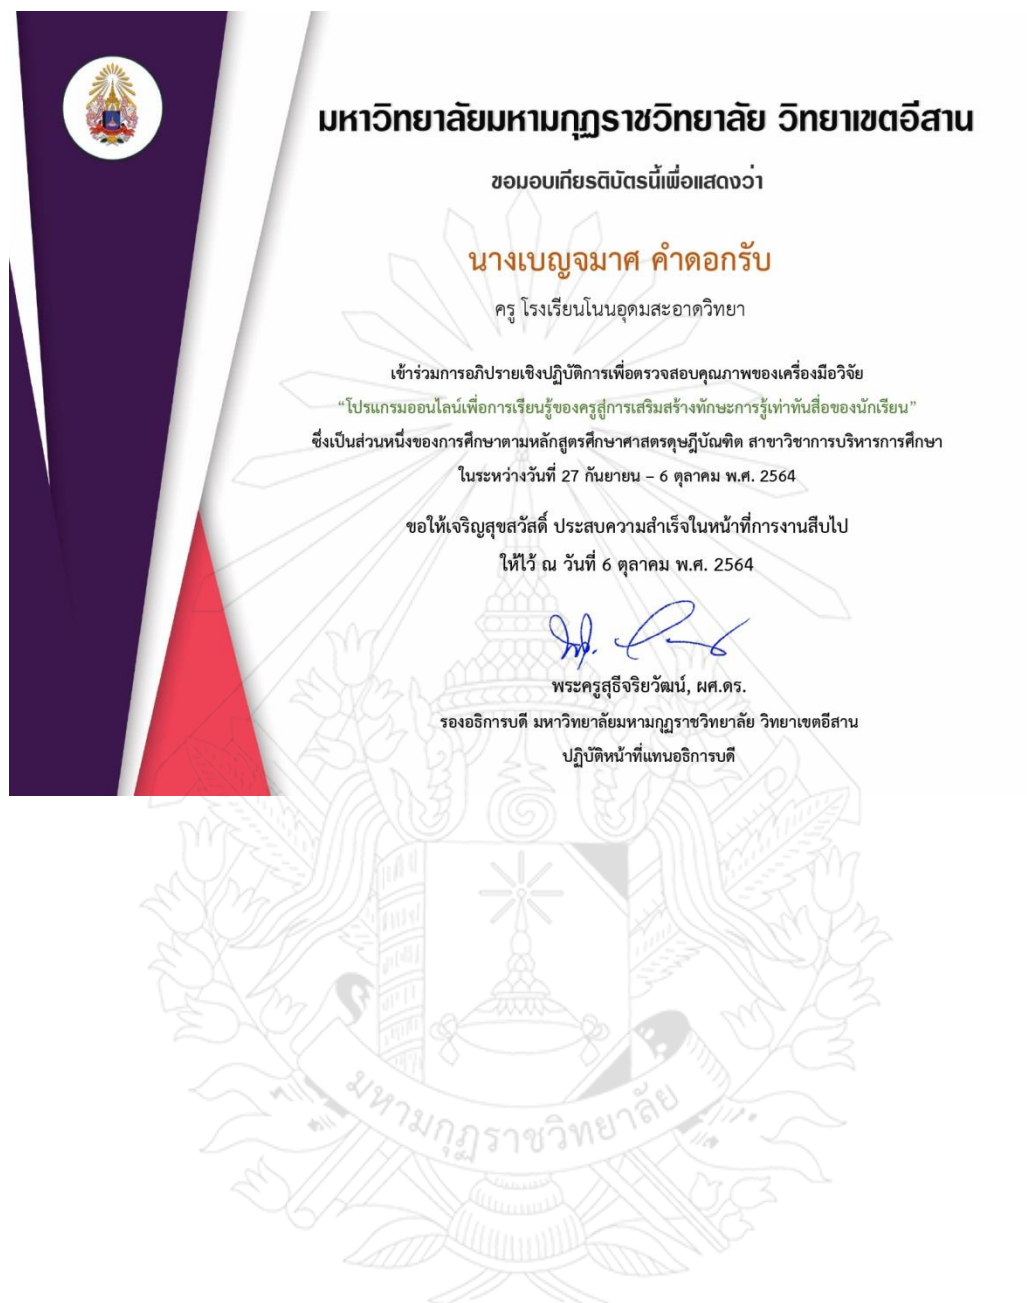 มหาวิทยาลัยมหามกุฏราชวิทยาลัย วิทยาเขตอีสาน
ขอมอบเกียรติบัตรนี้เพื่อแสดงว่า
นางเบญจมาศ คำดอกรับ
ครู โรงเรียนโนนอุดมสะอาดวิทยา
เข้าร่วมการอภิปรายเชิงปฏิบัติการเพื่อตรวจสอบคุณภาพของเครื่องมือวิจัย
“โปรแกรมออนไลน์เพื่อการเรียนรู้ของครูสู่การเสริมสร้างทักษะการรู้เท่าทันสื่อของนักเรียน”
ซึ่งเป็นส่วนหนึ่งของการศึกษาตามหลักสูตรศึกษาศาสตรดุษฎีบัณฑิต สาขาวิชาการบริหารการศึกษา
ในระหว่างวันที่ 27 กันยายน – 6 ตุลาคม พ.ศ. 2564
ขอให้เจริญสุขสวัสดิ์ ประสบความสำเร็จในหน้าที่การงานสืบไป
ให้ไว้ ณ วันที่ 6 ตุลาคม พ.ศ. 2564
พระครูสุธีจริยวัฒน์, ผศ.ดร.
รองอธิการบดี มหาวิทยาลัยมหามกุฏราชวิทยาลัย วิทยาเขตอีสาน
ปฏิบัติหน้าที่แทนอธิการบดี
มหามกุฏราชวิทยาลัย